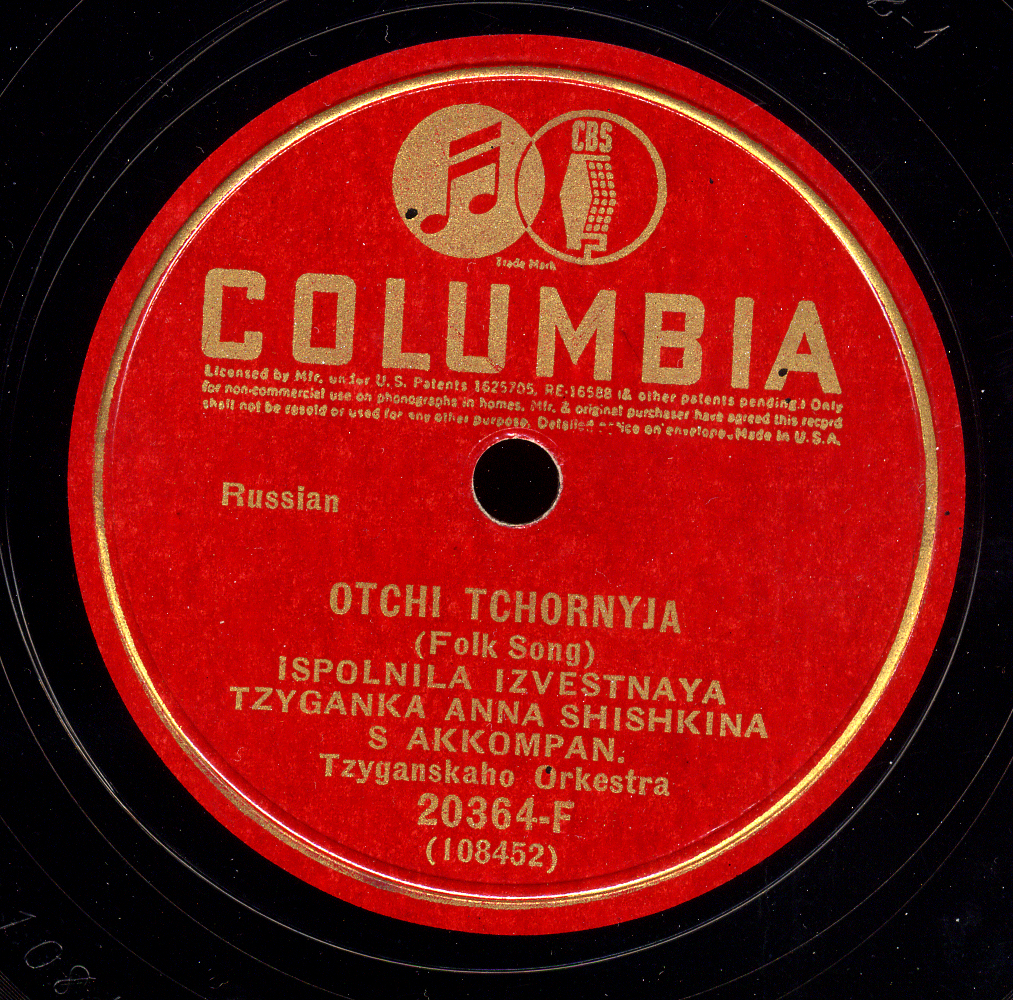 CBS
Trade Mark
COLUMBIA
Licensed by Mfr. under U.S. Patents 1625705, RE-16588 (& other patents pending.) Only
for non-commercial use on phonographs in homes. Mfr. & original purchaser have agreed this record
shall not be resold or used for any other purpose. Detailed notice on envelope. Made in U.S.A.
Russian
OTCHI TCHORNYJA
(Folk Song)
ISPOLNILA IZVESTNAYA
TZYGANKA ANNA SHISHKINA
S AKKOMPAN.
Tzyganskaho Orkestra
20364-F
(108452)